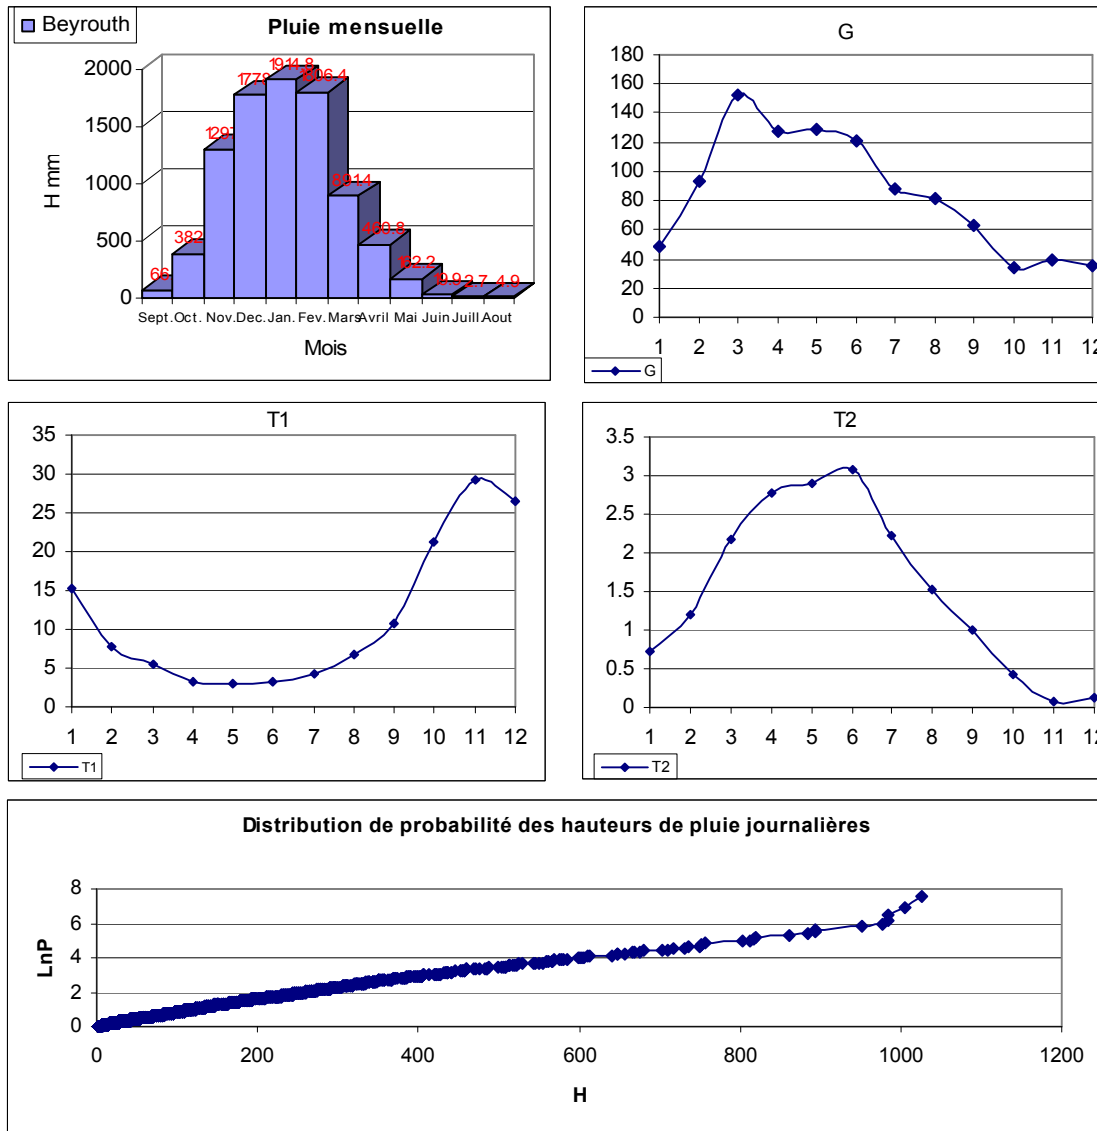 Beyrouth
Pluie mensuelle
H mm
2000
1500
1000
500
0
66
382
1914.8
891.4
460.8
152.2
19.9
2.7
4.9
Sept. Oct. Nov. Dec. Jan. Fev. Mars Avril Mai Juin Juill. Aout
Mois
G
180
160
140
120
100
80
60
40
20
0
1 2 3 4 5 6 7 8 9 10 11 12
G
T1
35
30
25
20
15
10
5
0
1 2 3 4 5 6 7 8 9 10 11 12
T1
T2
3.5
3
2.5
2
1.5
1
0.5
0
1 2 3 4 5 6 7 8 9 10 11
T2
Distribution de probabilité des hauteurs de pluie journalières
LnP
8
6
4
2
0
0 200 400 600 800 1000 1200
H